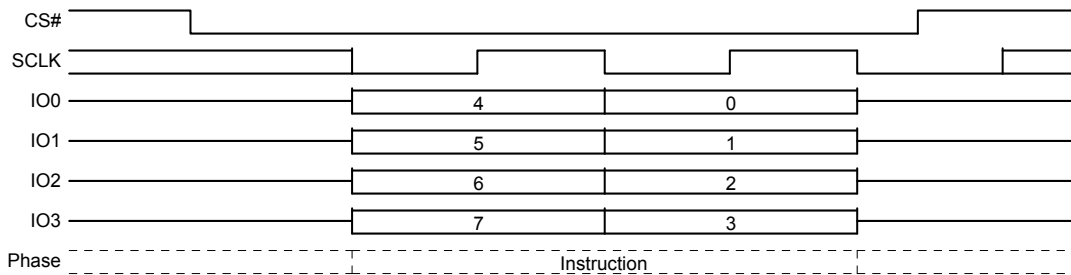 CS#
SCLK
IO0 4 0
IO1 5 1
IO2 6 2
IO3 7 3
Phase Instruction